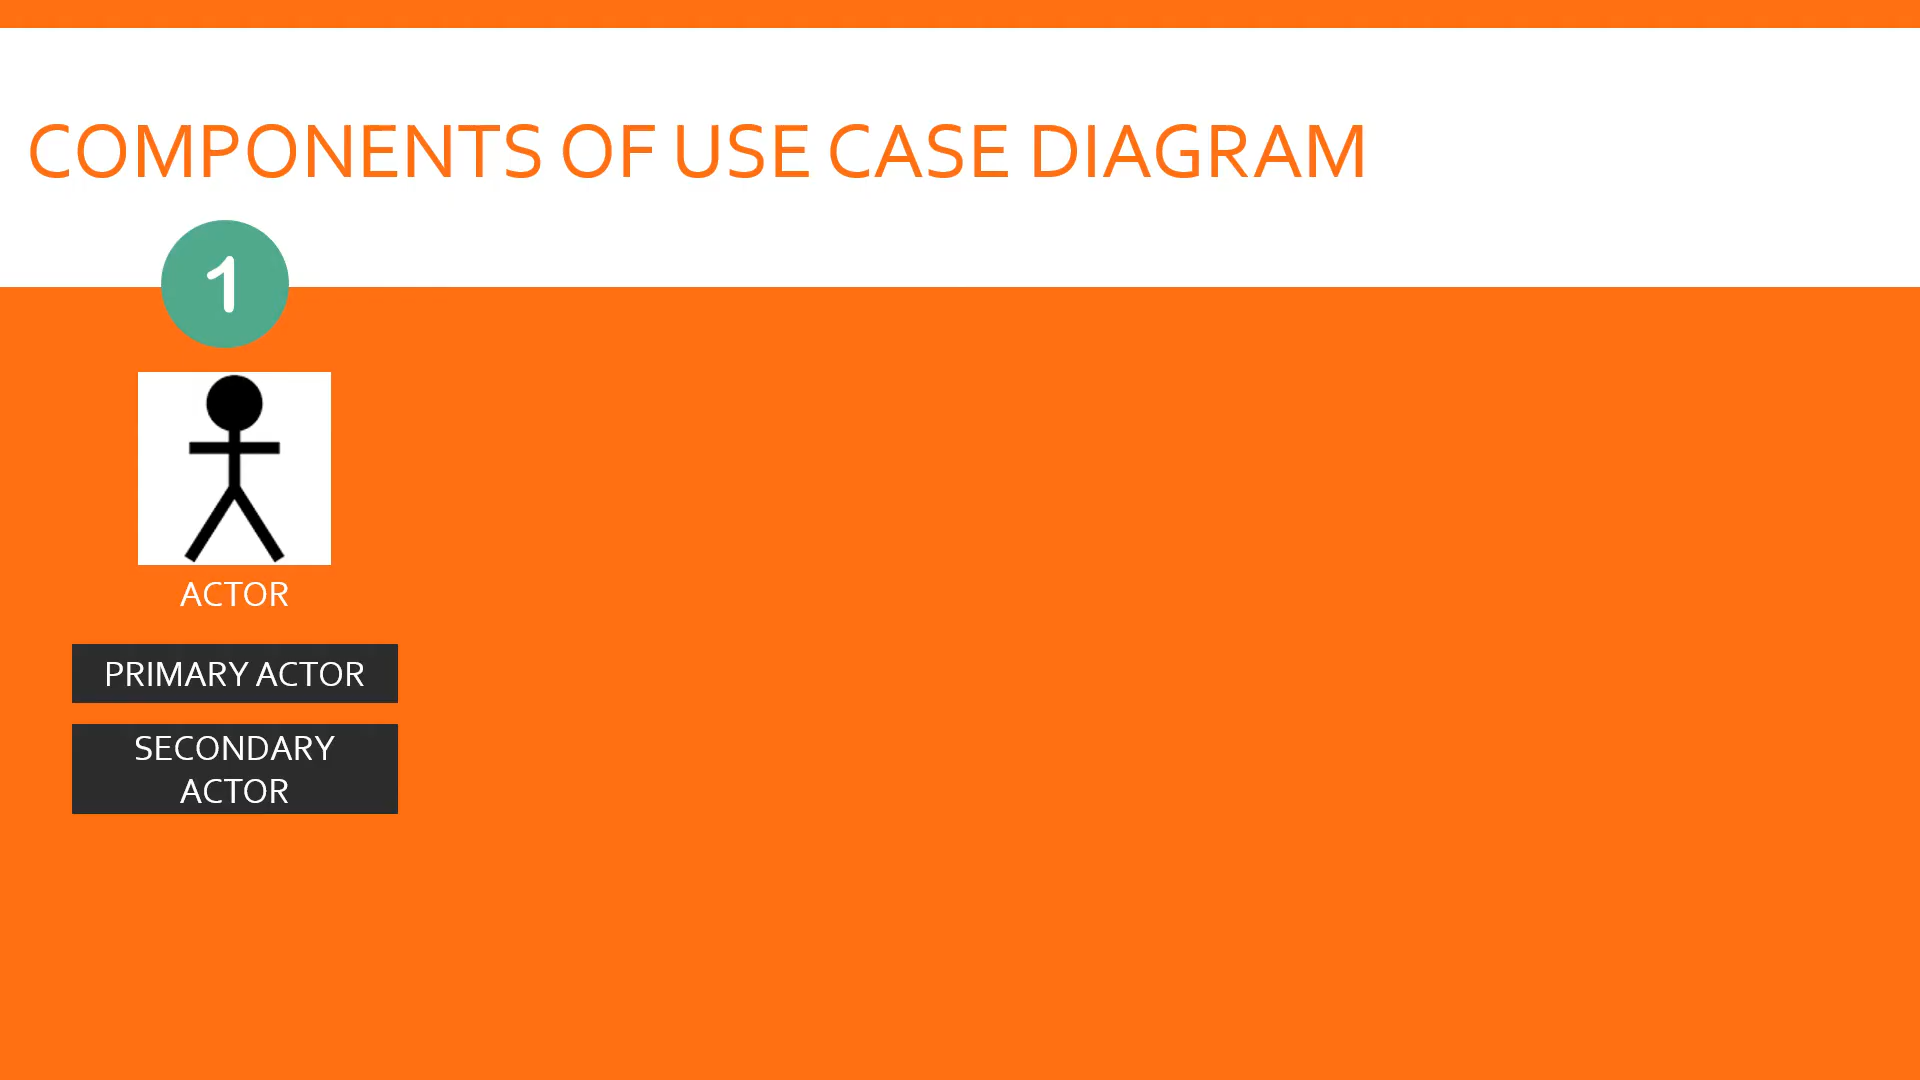 COMPONENTS OF USE CASE DIAGRAM
1
ACTOR
PRIMARY ACTOR
SECONDARY
ACTOR